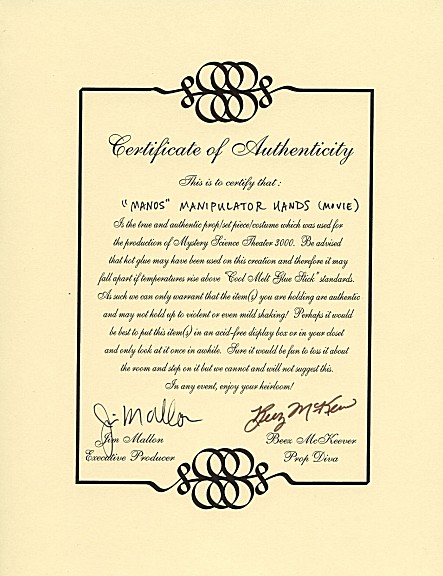 Certificate of Authenticity
This is to certify that:
"MANOS" MANIPULATOR HANDS (MOVIE)
Is the true and authentic prop/set piece/costume which was used for
the production of Mystery Science Theater 3000. Be advised
that hot glue may have been used on this creation and therefore it may
fall apart if temperatures rise above "Cool Melt Glue Stick" standards.
As such we can only warrant that the item(s) you are holding are authentic
and may not hold up to violent or even mild shaking! Perhaps it would
be best to put this item(s) in an acid-free display box or in your closet
and only look at it once in awhile. Sure it would be fun to toss it about
the room and step on it but we cannot and will not suggest this.
In any event, enjoy your heirloom!
Jim Mallon Beez McKeever
Jim Mallon Beez McKeever
Executive Producer Prop Diva